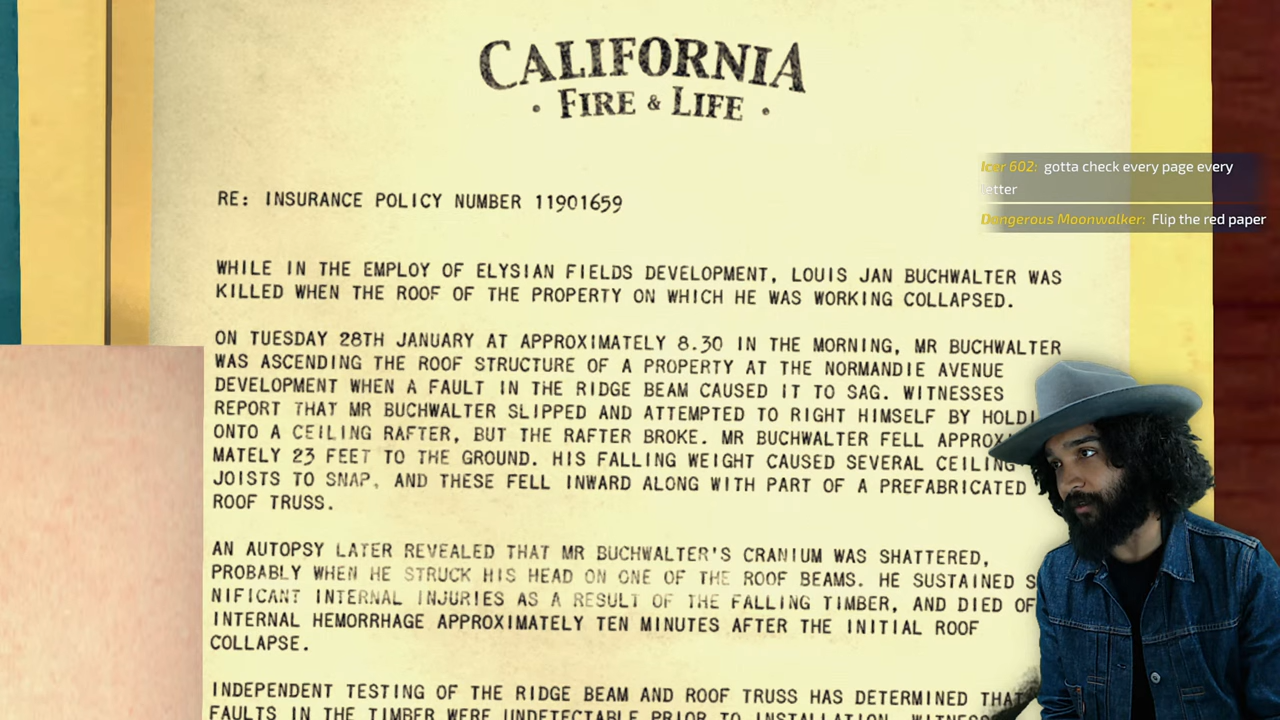 CALIFORNIA
· FIRE & LIFE ·
RE: INSURANCE POLICY NUMBER 11901659
WHILE IN THE EMPLOY OF ELYSIAN FIELDS DEVELOPMENT, LOUIS JAN BUCHWALTER WAS
KILLED WHEN THE ROOF OF THE PROPERTY ON WHICH HE WAS WORKING COLLAPSED.
ON TUESDAY 28TH JANUARY AT APPROXIMATELY 8.30 IN THE MORNING, MR BUCHWALTER
WAS ASCENDING THE ROOF STRUCTURE OF A PROPERTY AT THE NORMANDIE AVENUE
DEVELOPMENT WHEN A FAULT IN THE RIDGE BEAM CAUSED IT TO SAG. WITNESSES
REPORT THAT MR BUCHWALTER SLIPPED AND ATTEMPTED TO RIGHT HIMSELF BY
ONTO A CEILING RAFTER, BUT THE RAFTER BROKE. MR BUCHWALTER FELL
MATELY 23 FEET TO THE GROUND. HIS FALLING WEIGHT CAUSED SEVERAL CEILING
JOISTS TO SNAP, AND THESE FELL INWARD ALONG WITH PART OF A PREFABRICATED
ROOF TRUSS.
AN AUTOPSY LATER REVEALED THAT MR BUCHWALTER'S CRANIUM WAS SHATTERED,
PROBABLY WHEN HE STRUCK HIS HEAD ON ONE OF THE ROOF BEAMS. HE SUSTAINED
NIFICANT INTERNAL INJURIES AS A RESULT OF THE FALLING TIMBER, AND DIED OF
INTERNAL HEMORRHAGE APPROXIMATELY TEN MINUTES AFTER THE INITIAL ROOF
COLLAPSE.
INDEPENDENT TESTING OF THE RIDGE BEAM AND ROOF TRUSS HAS DETERMINED THAT
FAULTS IN THE TIMBER WERE UNDETECTABLE PRIOR TO INSTALLATION.
Icer 602: gotta check every page every
letter
Dangerous Moonwalker: Flip the red paper